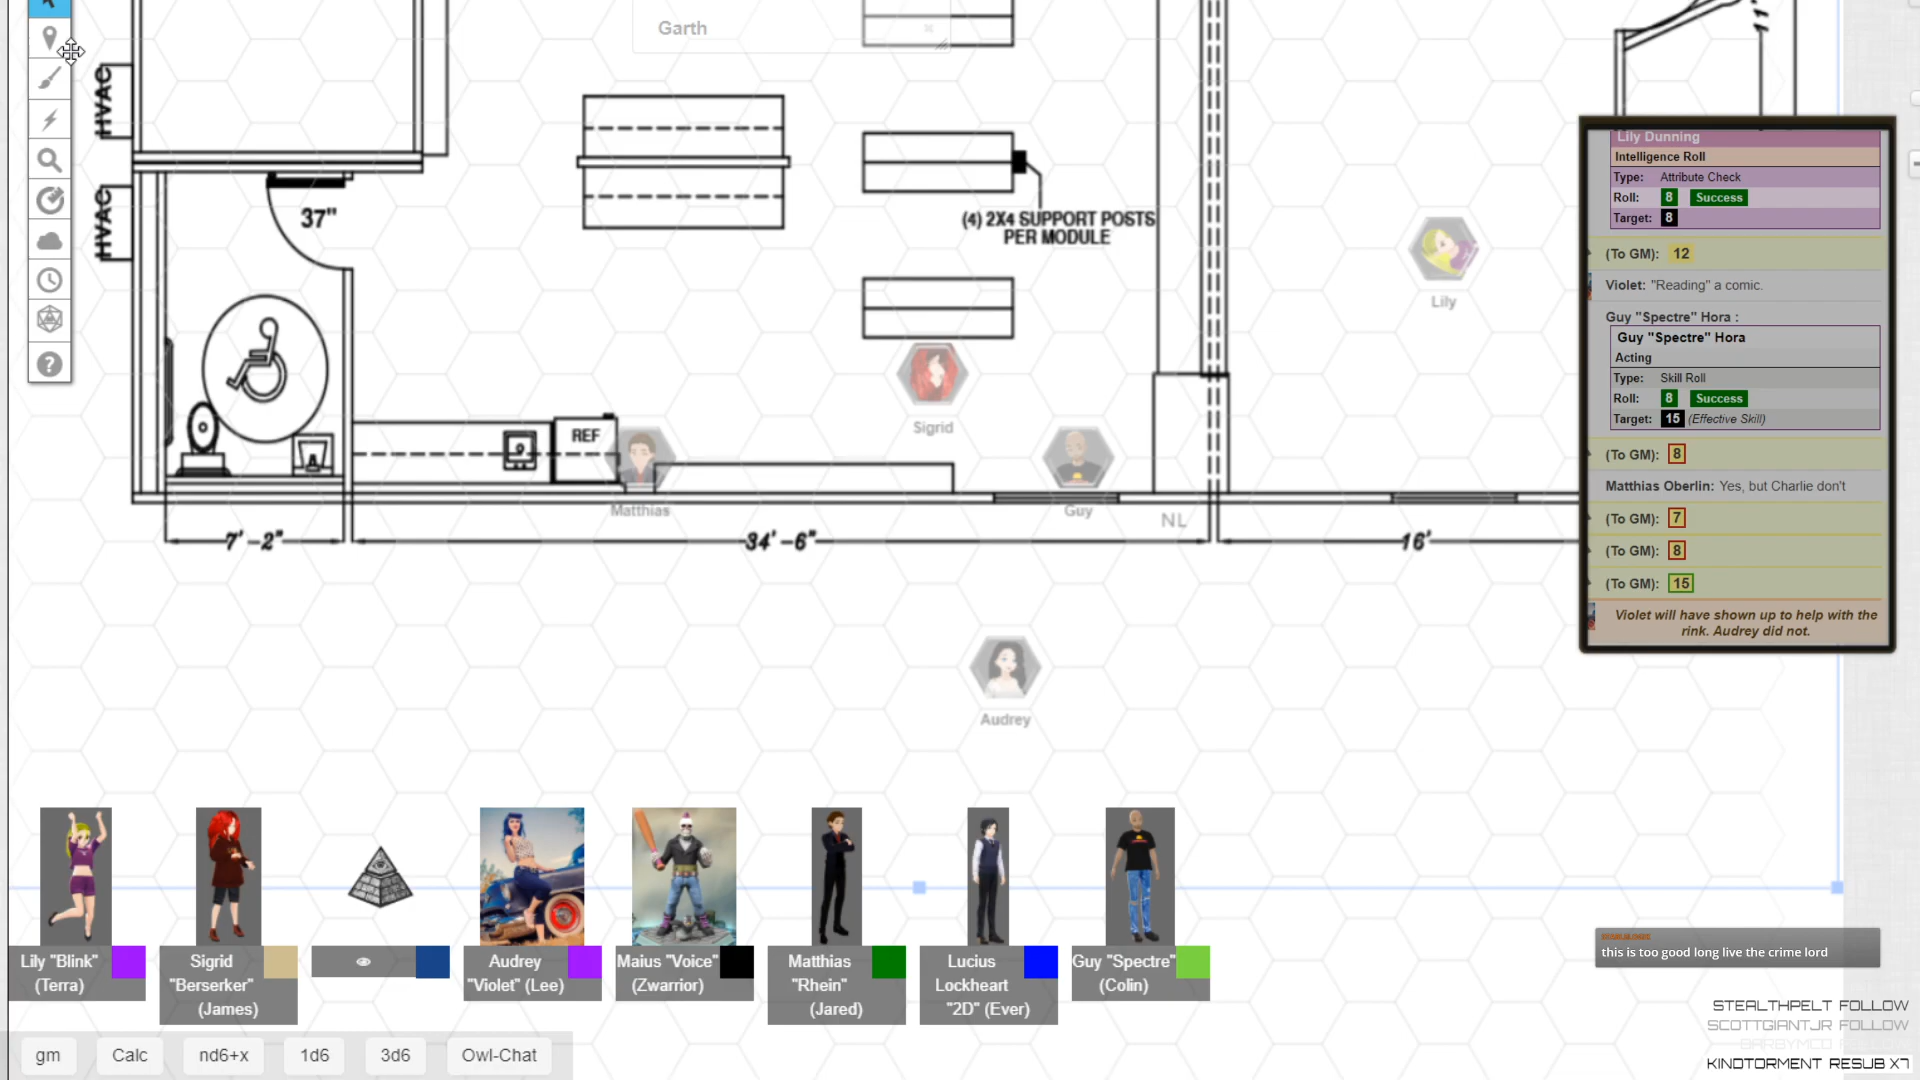 Garth
HVAC
HVAC
37"
(4) 2X4 SUPPORT POSTS
PER MODULE
Lily
Sigrid
REF
Matthias
Guy
NL
7'-2"
34'-6"
16'
Audrey
Lily Dunning
Intelligence Roll
Type: Attribute Check
Roll: 8 Success
Target: 8
(To GM): 12
Violet: "Reading" a comic.
Guy "Spectre" Hora :
Guy "Spectre" Hora
Acting
Type: Skill Roll
Roll: 8 Success
Target: 15 (Effective Skill)
(To GM): 8
Matthias Oberlin: Yes, but Charlie don't
(To GM): 7
(To GM): 8
(To GM): 15
Violet will have shown up to help with the
rink. Audrey did not.
Lily "Blink"
(Terra)
Sigrid
"Berserker"
(James)
Audrey
"Violet" (Lee)
Maius "Voice"
(Zwarrior)
Matthias
"Rhein"
(Jared)
Lucius
Lockheart
"2D" (Ever)
Guy "Spectre"
(Colin)
this is too good long live the crime lord
STEALTHPELT FOLLOW
SCOTTGIANTJR FOLLOW
BARBYMCD FOLLOW
KINDTORMENT RESUB X7
gm
Calc
nd6+x
1d6
3d6
Owl-Chat